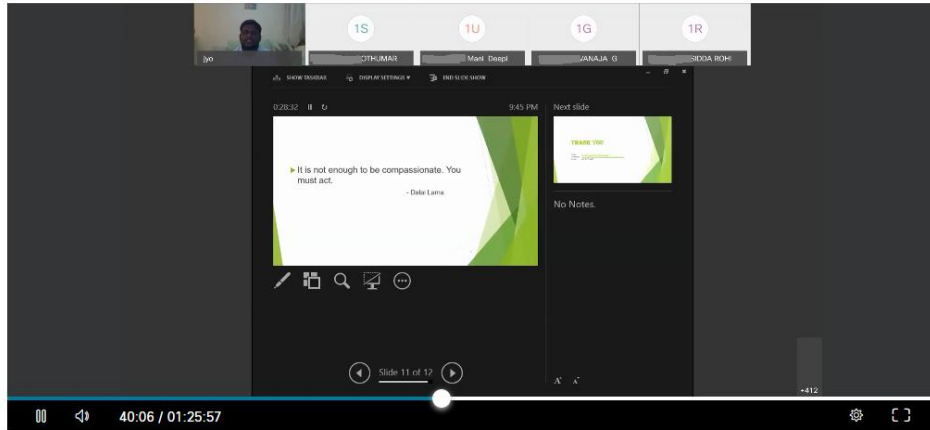 1S
1U
1G
1R
jyo
OTHUMAR
Mani Deepi
VANAJA G
SIDDA ROHI
SHOW TASKBAR DISPLAY SETTINGS ▾ END SLIDE SHOW
0:28:32 9:45 PM Next slide
It is not enough to be compassionate. You
must act.
- Dalai Lama
THANK YOU
No Notes.
Slide 11 of 12
A A
+412
40:06 / 01:25:57